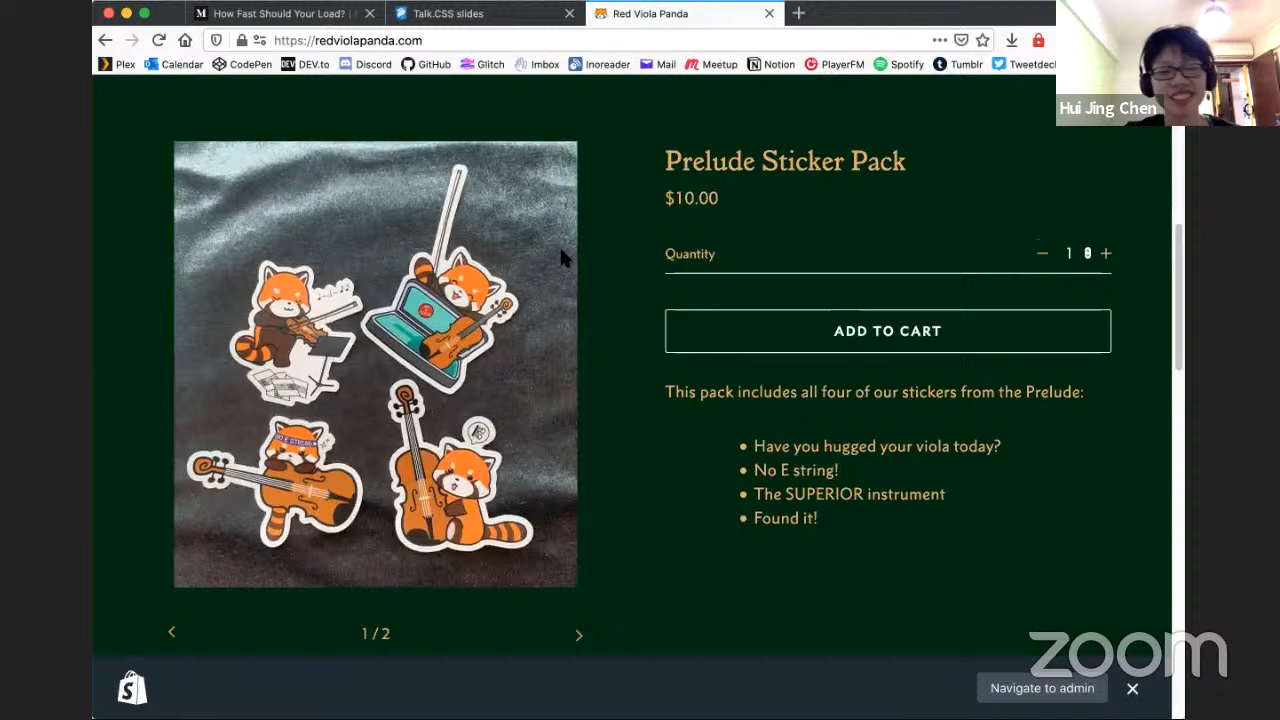 How Fast Should Your Load? |
Talk.CSS slides
Red Viola Panda
https://redviolapanda.com
Plex
Calendar
CodePen
DEV.to
Discord
GitHub
Glitch
Imbox
Inoreader
Mail
Meetup
Notion
PlayerFM
Spotify
Tumblr
Tweetdec
Hui Jing Chen
NO E STRING
Prelude Sticker Pack
$10.00
Quantity
− 1 +
ADD TO CART
This pack includes all four of our stickers from the Prelude:
• Have you hugged your viola today?
• No E string!
• The SUPERIOR instrument
• Found it!
1 / 2
zoom
Navigate to admin